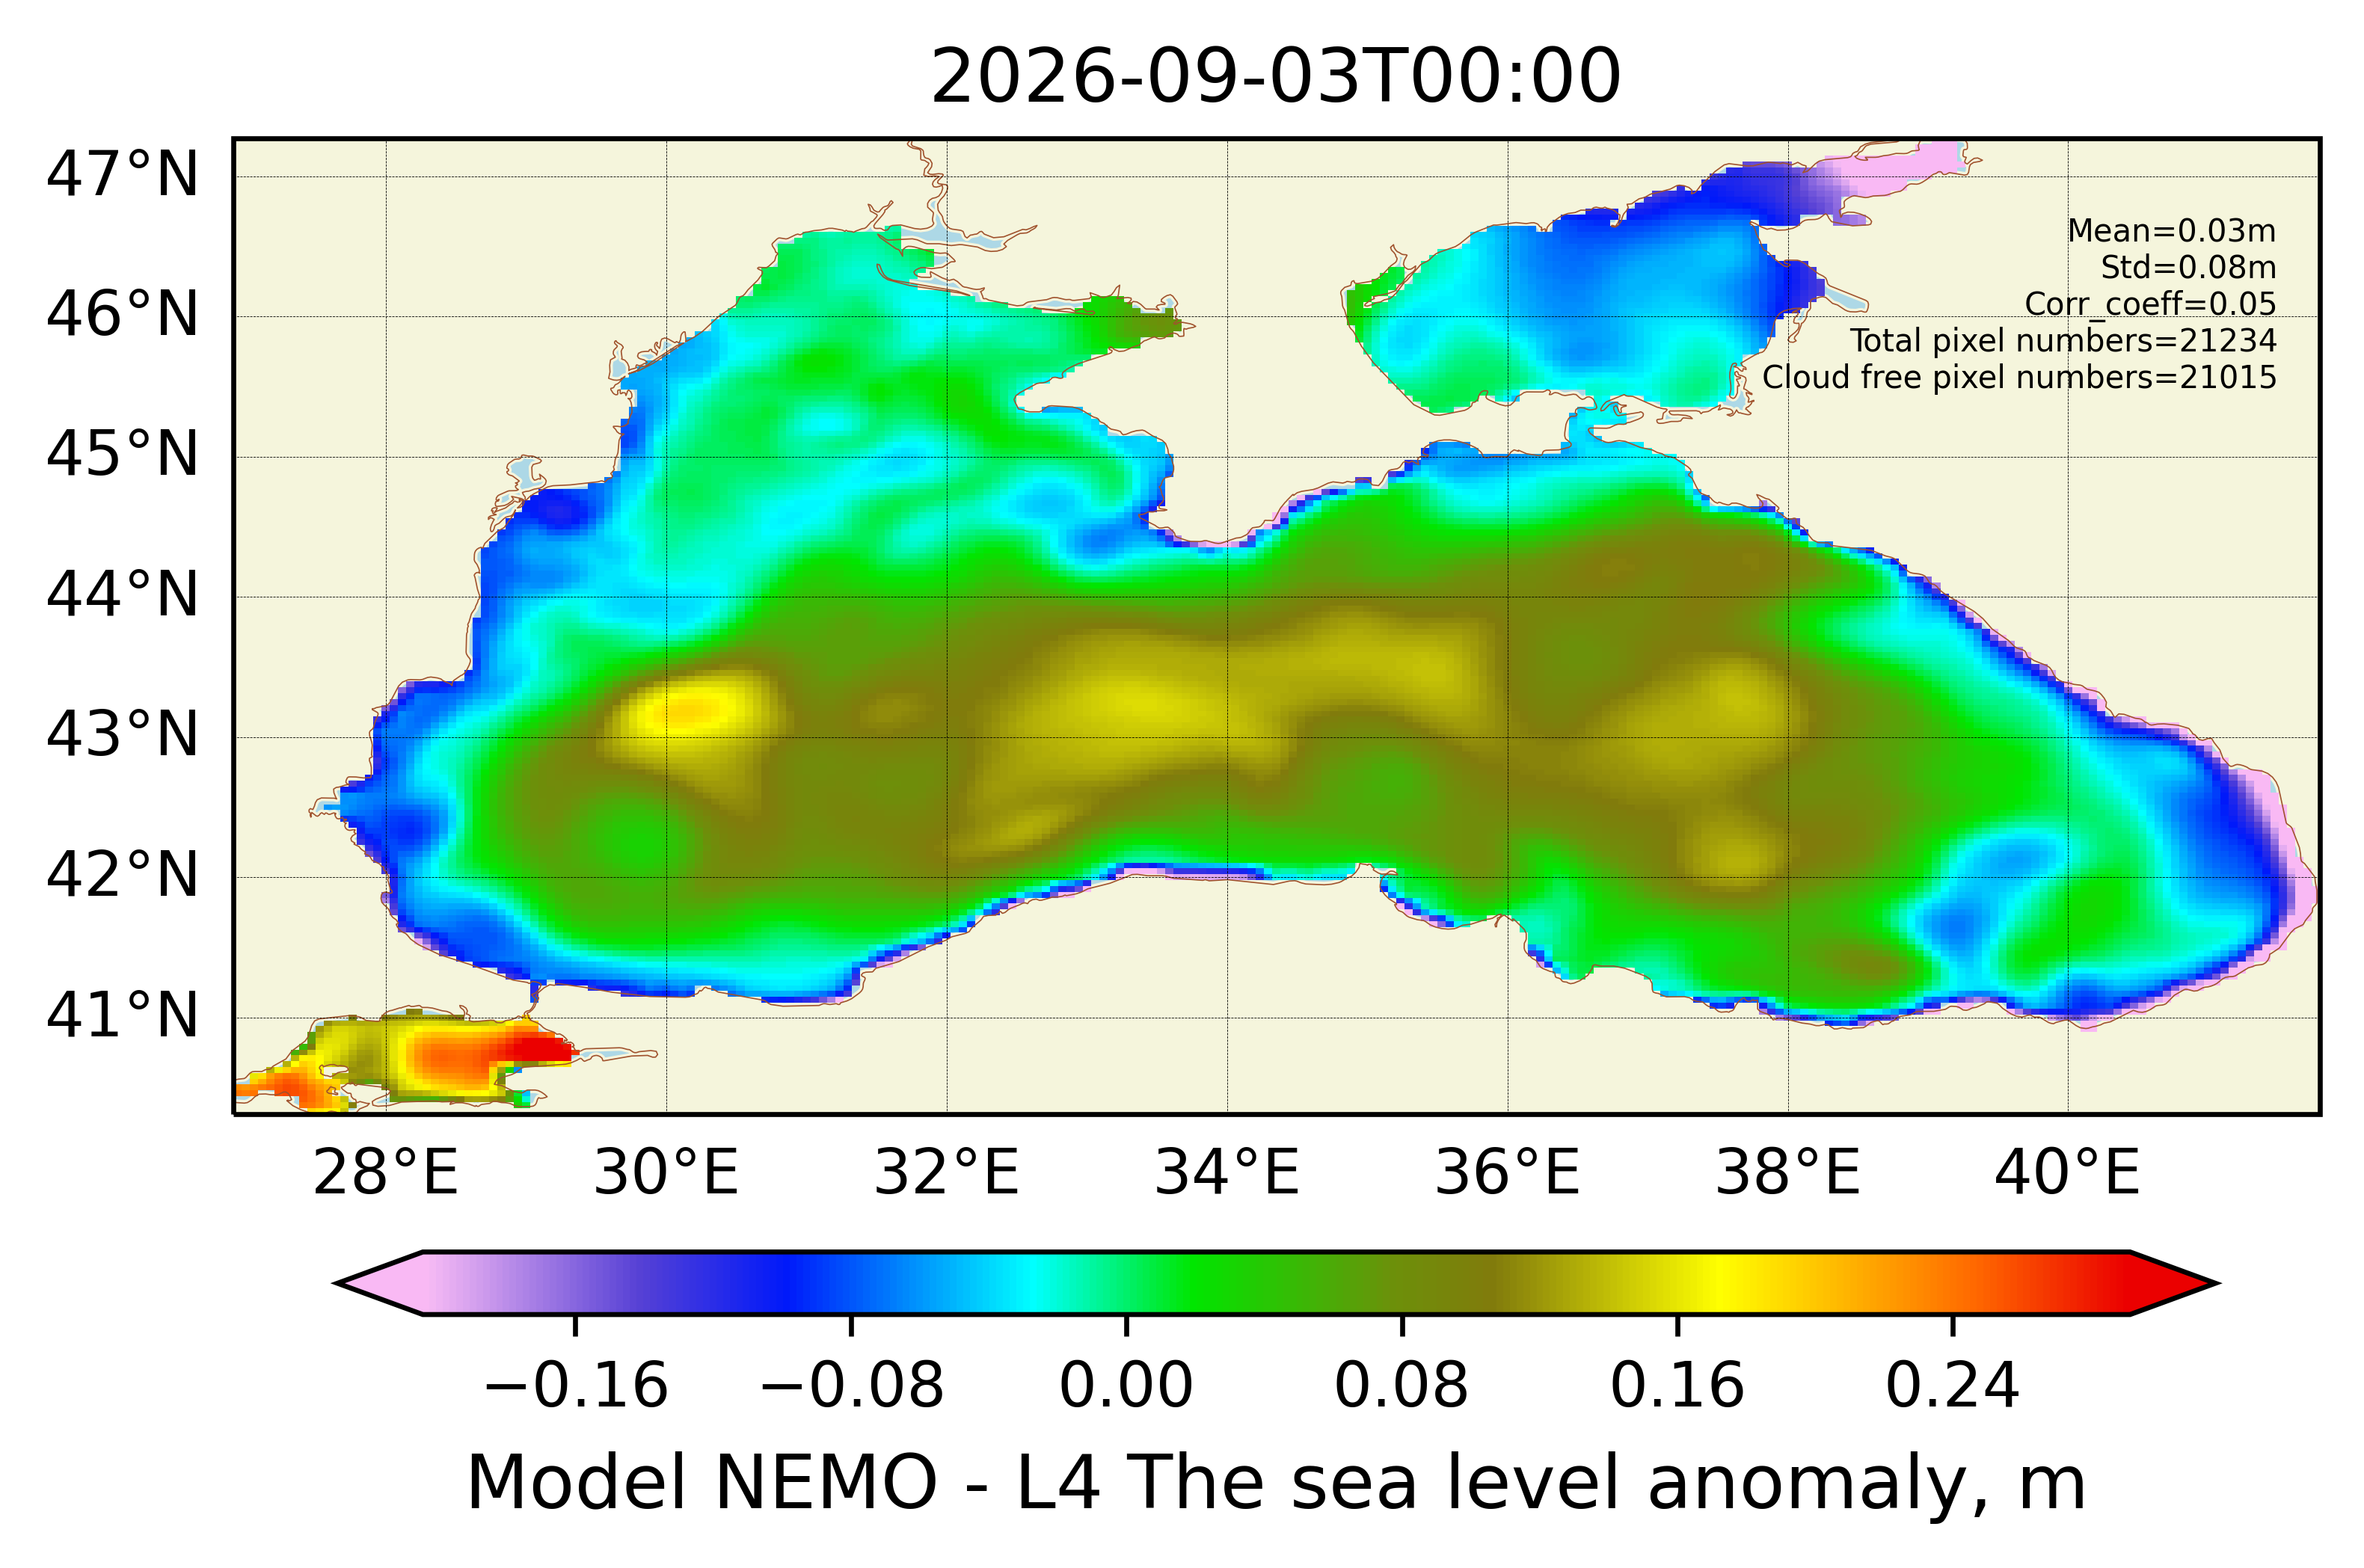 2026-09-03T00:00
47°N
46°N
45°N
44°N
43°N
42°N
41°N
Mean=0.03m
Std=0.08m
Corr_coeff=0.05
Total pixel numbers=21234
Cloud free pixel numbers=21015
28°E 30°E 32°E 34°E 36°E 38°E 40°E
−0.16 −0.08 0.00 0.08 0.16 0.24
Model NEMO - L4 The sea level anomaly, m